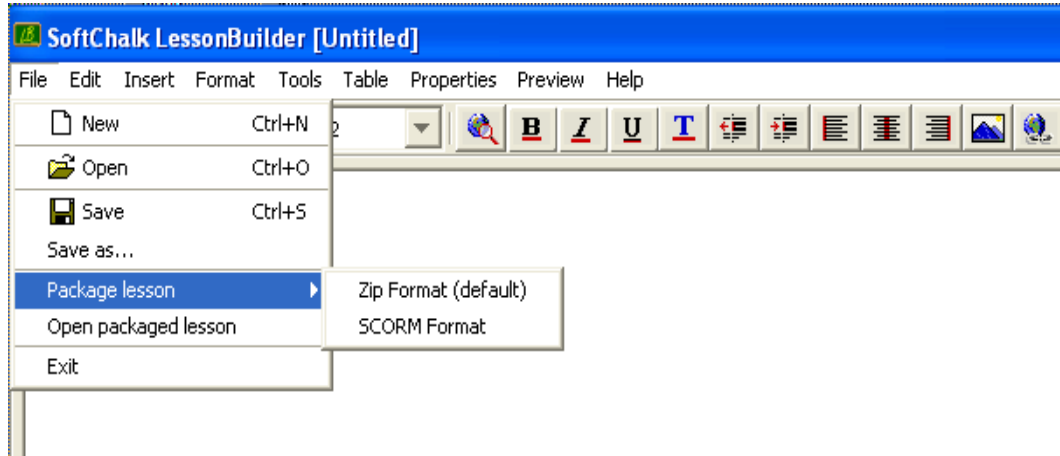 SoftChalk LessonBuilder [Untitled]
File Edit Insert Format Tools Table Properties Preview Help
New Ctrl+N
2
B I U T
Open Ctrl+O
Save Ctrl+S
Save as...
Package lesson
Zip Format (default)
Open packaged lesson
SCORM Format
Exit